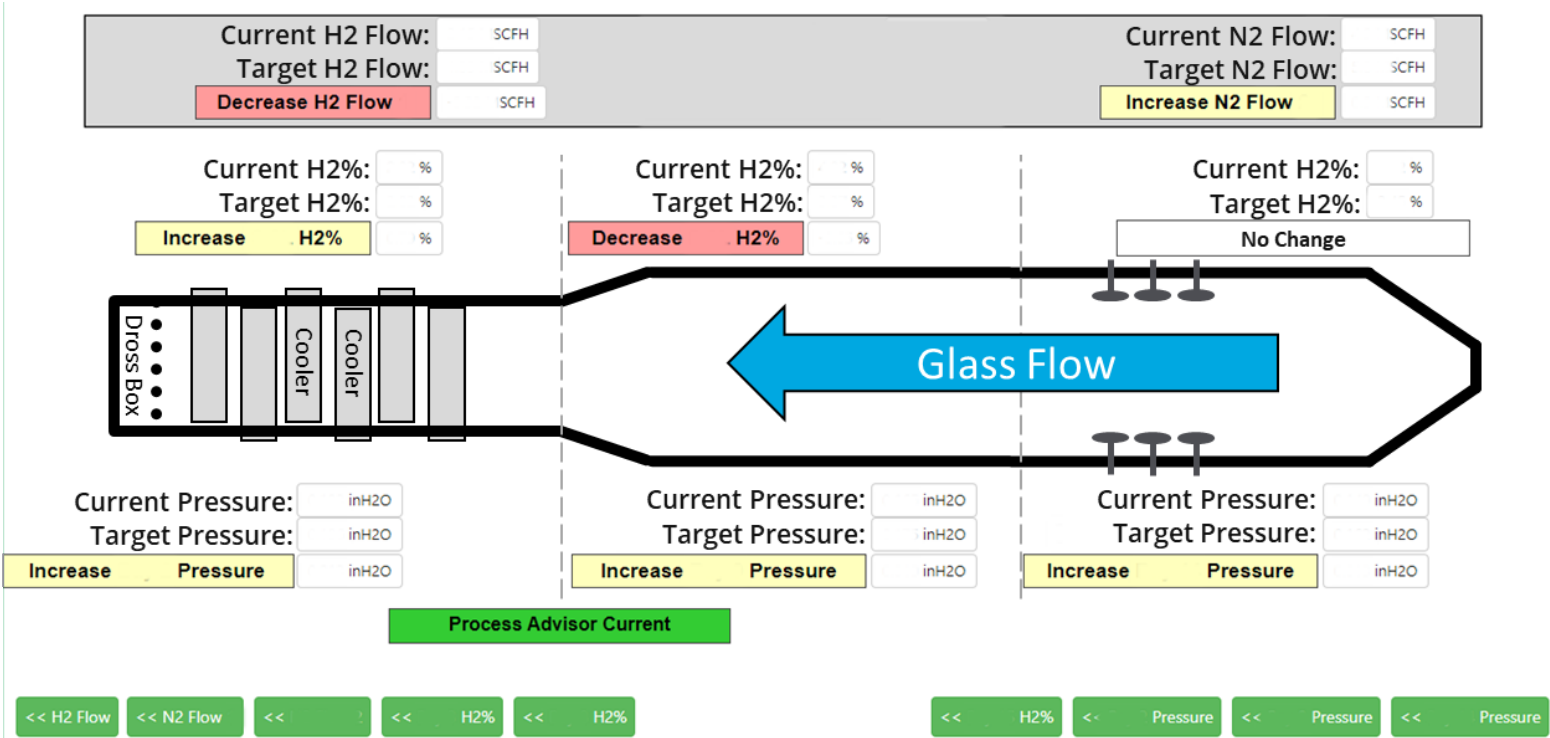 Current H2 Flow: SCFH
Current N2 Flow: SCFH
Target H2 Flow: SCFH
Target N2 Flow: SCFH
Decrease H2 Flow SCFH
Increase N2 Flow SCFH
Current H2%: %
Current H2%: %
Current H2%: %
Target H2%: %
Target H2%: %
Target H2%: %
Increase H2% %
Decrease H2% %
No Change
Dross Box
Cooler
Cooler
Glass Flow
Current Pressure: inH2O
Current Pressure: inH2O
Current Pressure: inH2O
Target Pressure: inH2O
Target Pressure: inH2O
Target Pressure: inH2O
Increase Pressure inH2O
Increase Pressure inH2O
Increase Pressure inH2O
Process Advisor Current
<< H2 Flow
<< N2 Flow
<<
<< H2%
<< H2%
<< H2%
<< Pressure
<< Pressure
<< Pressure